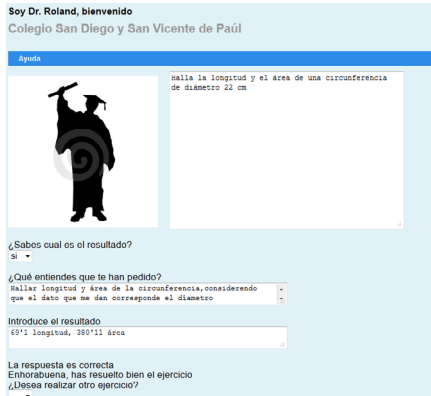 Soy Dr. Roland, bienvenido
Colegio San Diego y San Vicente de Paúl
Ayuda
Halla la longitud y el área de una circunferencia
de diámetro 22 cm
¿Sabes cual es el resultado?
Si
¿Qué entiendes que te han pedido?
Hallar longitud y área de la circunferencia,considerendo
que el dato que me dan corresponde el diametro
Introduce el resultado
69'1 longitud, 380'11 área
La respuesta es correcta
Enhorabuena, has resuelto bien el ejercicio
¿Desea realizar otro ejercicio?